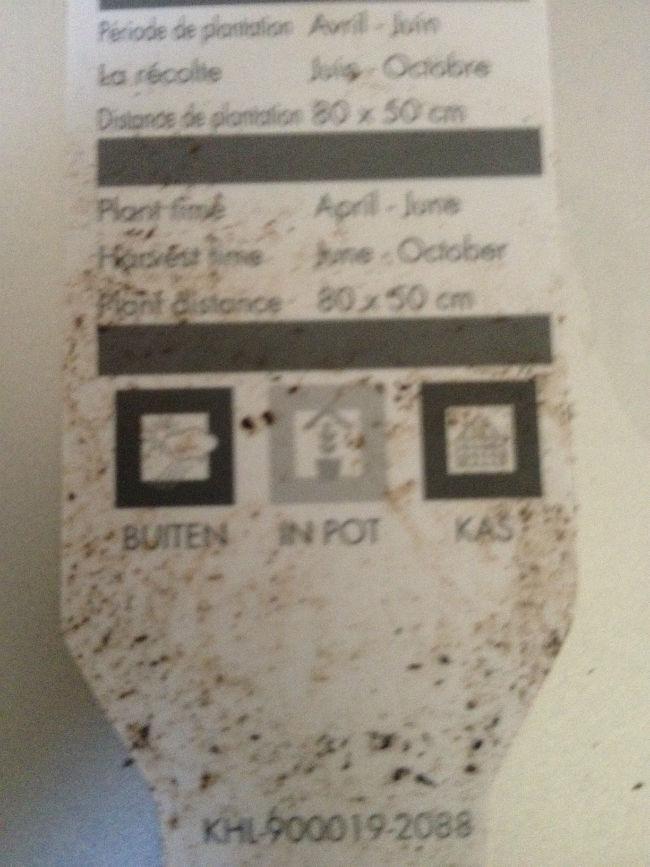 Période de plantation Avril - Juin
La récolte Juin - Octobre
Distance de plantation 80 x 50 cm
Plant time April - June
Harvest time June - October
Plant distance 80 x 50 cm
BUITEN IN POT KAS
KHL-900019-2088